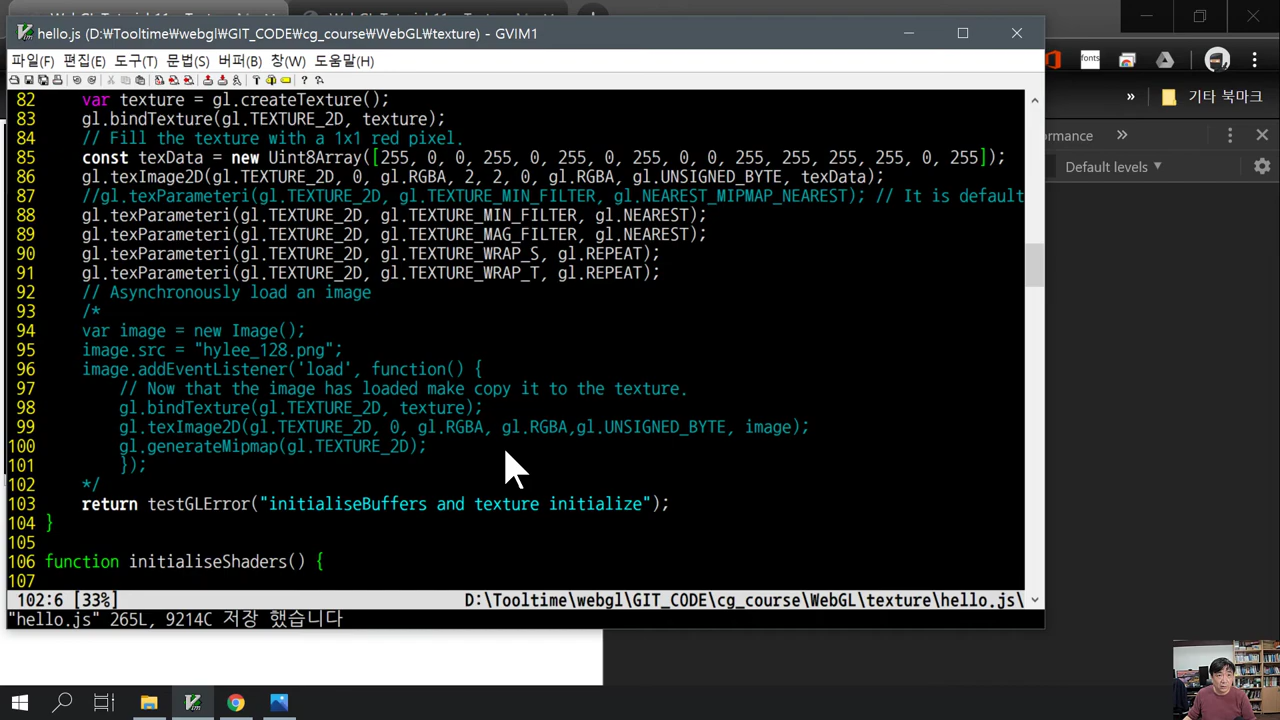 hello.js (D:₩Tooltime₩webgl₩GIT_CODE₩cg_course₩WebGL₩texture) - GVIM1
파일(F) 편집(E) 도구(T) 문법(S) 버퍼(B) 창(W) 도움말(H)
fonts
» 기타 북마크
mance »
Default levels
82 var texture = gl.createTexture();
83 gl.bindTexture(gl.TEXTURE_2D, texture);
84 // Fill the texture with a 1x1 red pixel.
85 const texData = new Uint8Array([255, 0, 0, 255, 0, 255, 0, 255, 0, 0, 255, 255, 255, 255, 0, 255]);
86 gl.texImage2D(gl.TEXTURE_2D, 0, gl.RGBA, 2, 2, 0, gl.RGBA, gl.UNSIGNED_BYTE, texData);
87 //gl.texParameteri(gl.TEXTURE_2D, gl.TEXTURE_MIN_FILTER, gl.NEAREST_MIPMAP_NEAREST); // It is default
88 gl.texParameteri(gl.TEXTURE_2D, gl.TEXTURE_MIN_FILTER, gl.NEAREST);
89 gl.texParameteri(gl.TEXTURE_2D, gl.TEXTURE_MAG_FILTER, gl.NEAREST);
90 gl.texParameteri(gl.TEXTURE_2D, gl.TEXTURE_WRAP_S, gl.REPEAT);
91 gl.texParameteri(gl.TEXTURE_2D, gl.TEXTURE_WRAP_T, gl.REPEAT);
92 // Asynchronously load an image
93 /*
94 var image = new Image();
95 image.src = "hylee_128.png";
96 image.addEventListener('load', function() {
97 // Now that the image has loaded make copy it to the texture.
98 gl.bindTexture(gl.TEXTURE_2D, texture);
99 gl.texImage2D(gl.TEXTURE_2D, 0, gl.RGBA, gl.RGBA,gl.UNSIGNED_BYTE, image);
100 gl.generateMipmap(gl.TEXTURE_2D);
101 });
102 */
103 return testGLError("initialiseBuffers and texture initialize");
104 }
105
106 function initialiseShaders() {
107
102:6 [33%] D:\Tooltime\webgl\GIT_CODE\cg_course\WebGL\texture\hello.js\
"hello.js" 265L, 9214C 저장 했습니다